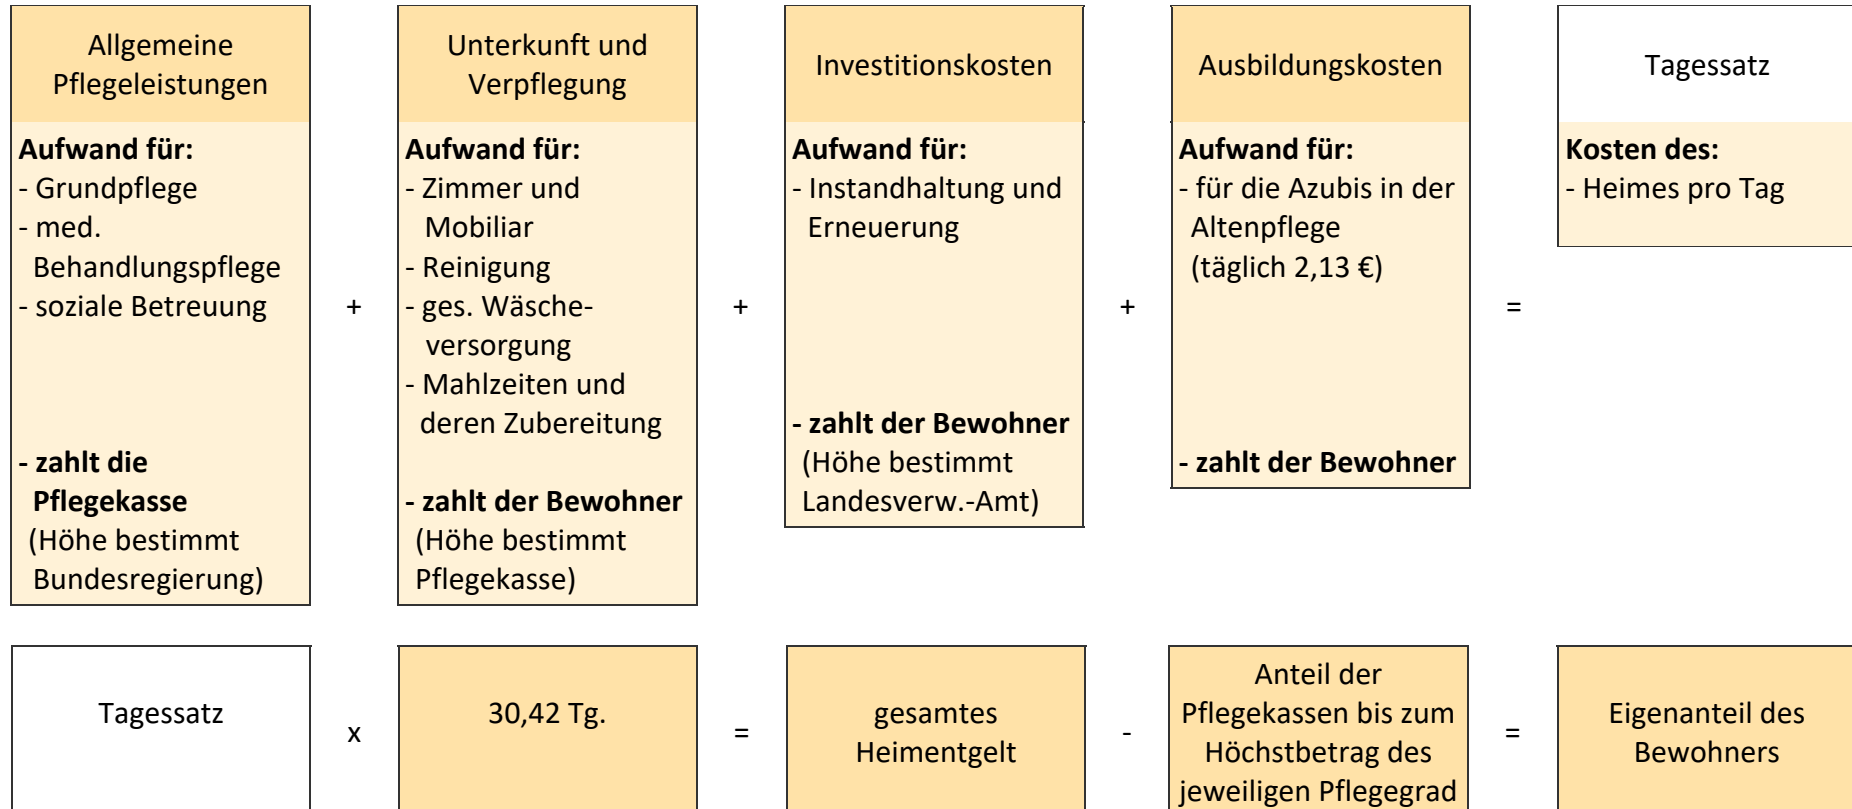 Allgemeine
Pflegeleistungen
Aufwand für:
- Grundpflege
- med.
Behandlungspflege
- soziale Betreuung
- zahlt die
Pflegekasse
(Höhe bestimmt
Bundesregierung)
+
Unterkunft und
Verpflegung
Aufwand für:
- Zimmer und
Mobiliar
- Reinigung
- ges. Wäsche-
versorgung
- Mahlzeiten und
deren Zubereitung
- zahlt der Bewohner
(Höhe bestimmt
Pflegekasse)
+
Investitionskosten
Aufwand für:
- Instandhaltung und
Erneuerung
- zahlt der Bewohner
(Höhe bestimmt
Landesverw.-Amt)
+
Ausbildungskosten
Aufwand für:
- für die Azubis in der
Altenpflege
(täglich 2,13 €)
- zahlt der Bewohner
=
Tagessatz
Kosten des:
- Heimes pro Tag
Tagessatz
x
30,42 Tg.
=
gesamtes
Heimentgelt
-
Anteil der
Pflegekassen bis zum
Höchstbetrag des
jeweiligen Pflegegrad
=
Eigenanteil des
Bewohners